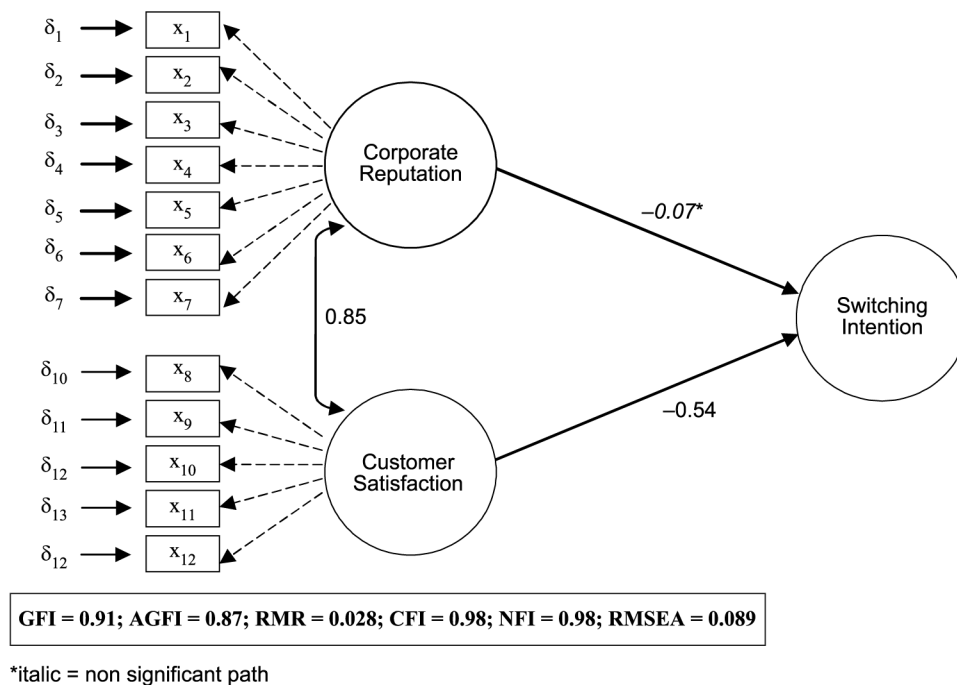 δ1 x1
δ2 x2
δ3 x3
δ4 x4
δ5 x5
δ6 x6
δ7 x7
Corporate
Reputation
–0.07*
0.85
Switching
Intention
δ10 x8
δ11 x9
δ12 x10
δ13 x11
δ12 x12
Customer
Satisfaction
–0.54
GFI = 0.91; AGFI = 0.87; RMR = 0.028; CFI = 0.98; NFI = 0.98; RMSEA = 0.089
*italic = non significant path